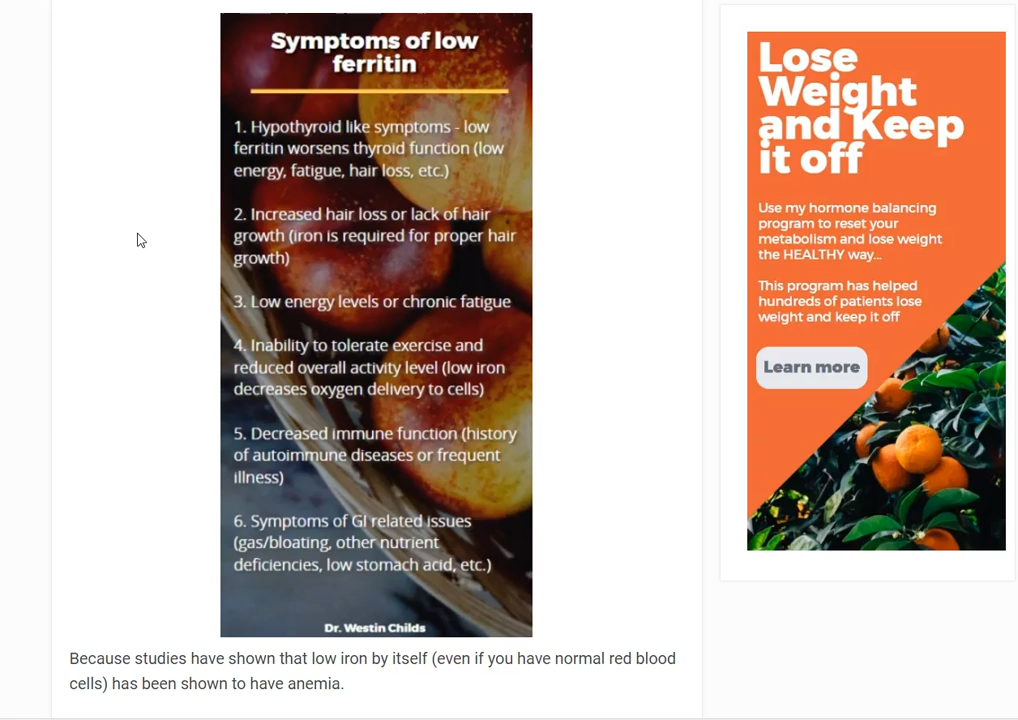 Symptoms of low
ferritin
1. Hypothyroid like symptoms - low
ferritin worsens thyroid function (low
energy, fatigue, hair loss, etc.)
2. Increased hair loss or lack of hair
growth (iron is required for proper hair
growth)
3. Low energy levels or chronic fatigue
4. Inability to tolerate exercise and
reduced overall activity level (low iron
decreases oxygen delivery to cells)
5. Decreased immune function (history
of autoimmune diseases or frequent
illness)
6. Symptoms of GI related issues
(gas/bloating, other nutrient
deficiencies, low stomach acid, etc.)
Dr. Westin Childs
Because studies have shown that low iron by itself (even if you have normal red blood
cells) has been shown to have anemia.
Lose
Weight
and Keep
it off
Use my hormone balancing
program to reset your
metabolism and lose weight
the HEALTHY way...
This program has helped
hundreds of patients lose
weight and keep it off
Learn more